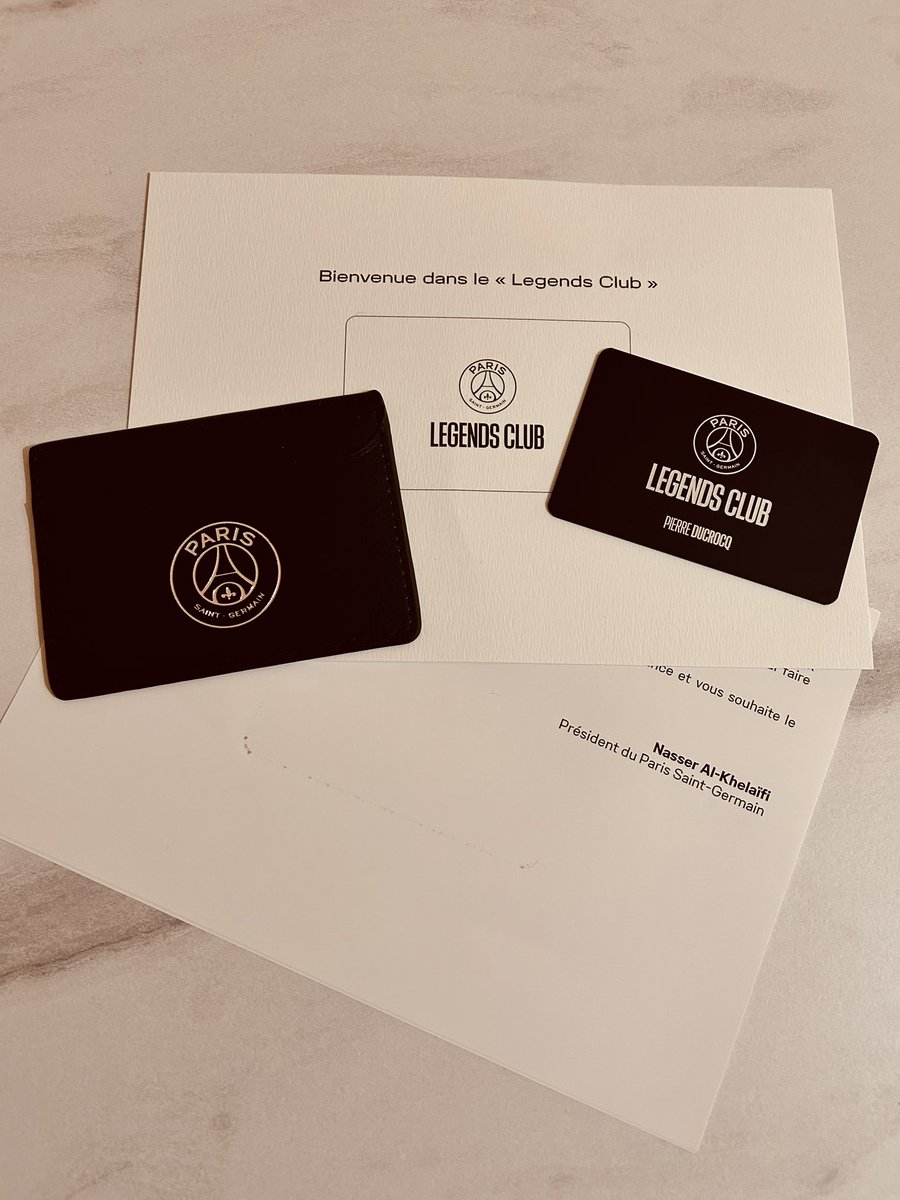 Bienvenue dans le « Legends Club »
PARIS
SAINT-GERMAIN
LEGENDS CLUB
PARIS
SAINT-GERMAIN
LEGENDS CLUB
PIERRE DUCROCQ
PARIS
SAINT-GERMAIN
faire
et vous souhaite le
Nasser Al-Khelaïfi
Président du Paris Saint-Germain